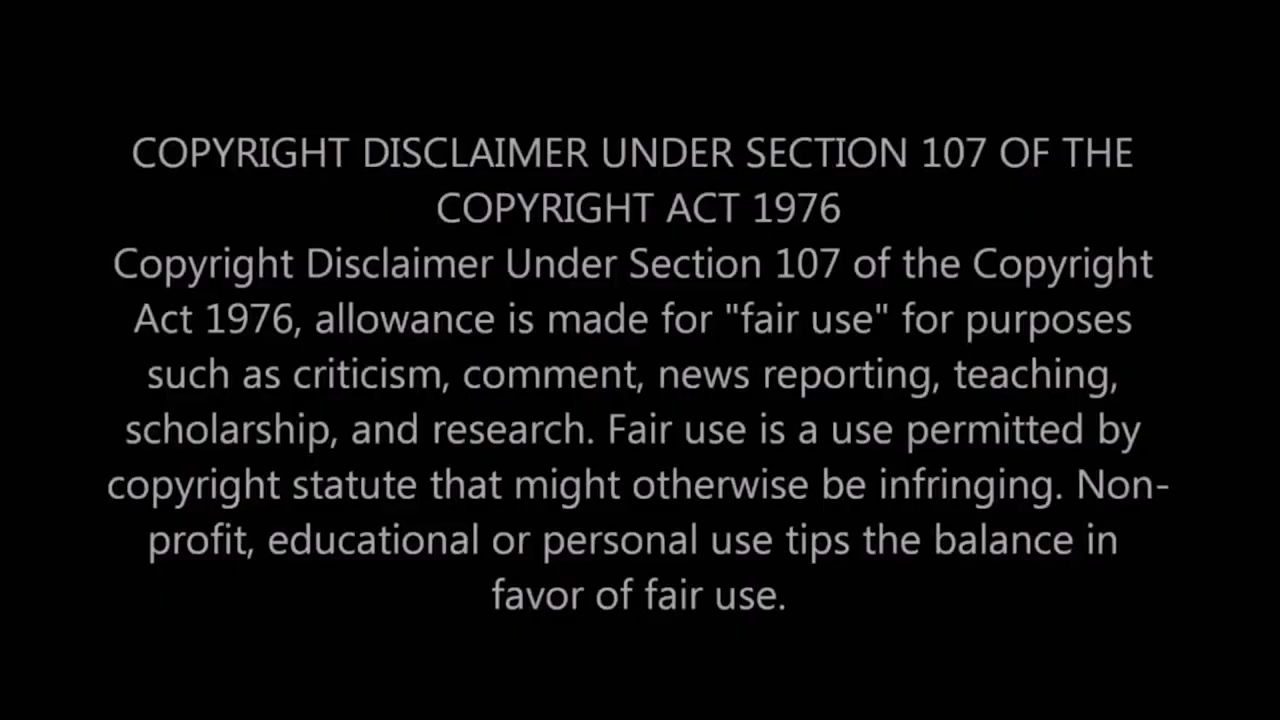 COPYRIGHT DISCLAIMER UNDER SECTION 107 OF THE
COPYRIGHT ACT 1976
Copyright Disclaimer Under Section 107 of the Copyright
Act 1976, allowance is made for "fair use" for purposes
such as criticism, comment, news reporting, teaching,
scholarship, and research. Fair use is a use permitted by
copyright statute that might otherwise be infringing. Non-
profit, educational or personal use tips the balance in
favor of fair use.